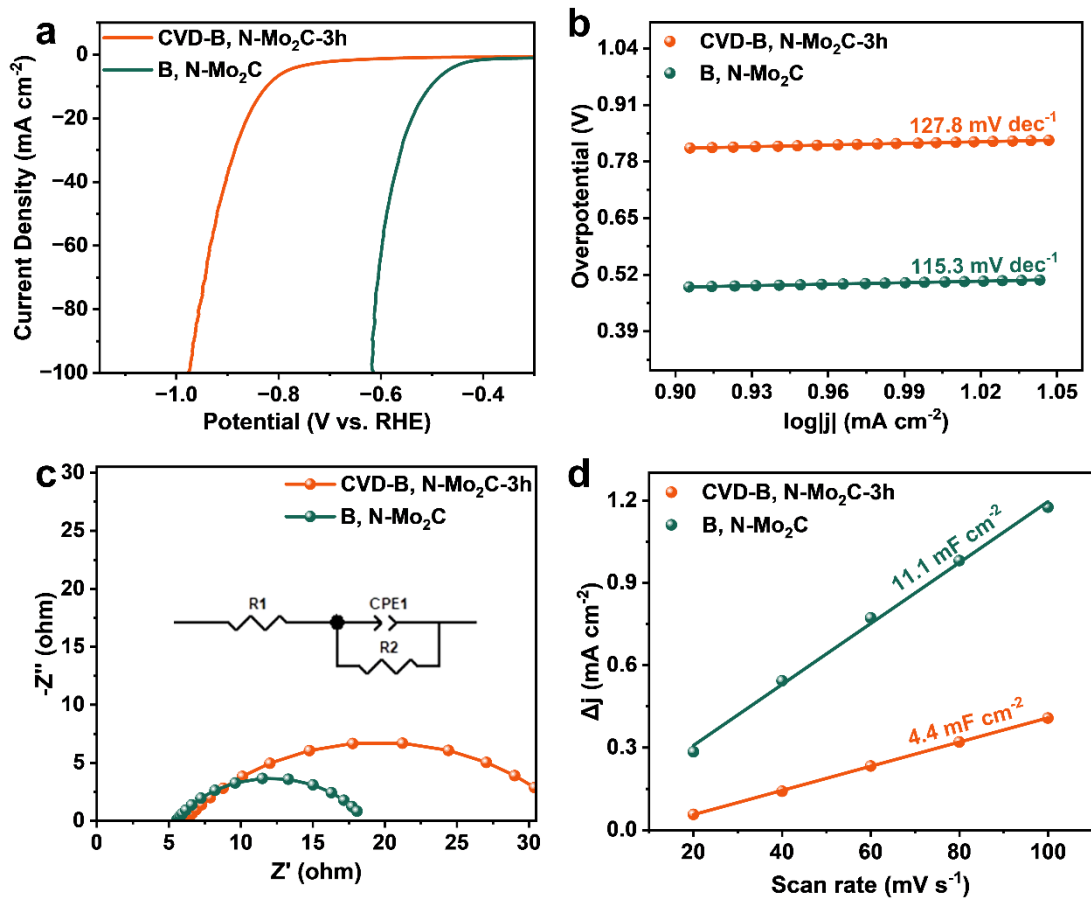 a
CVD-B, N-Mo₂C-3h
B, N-Mo₂C
0
−20
−40
−60
−80
−100
Current Density (mA cm⁻²)
−1.0
−0.8
−0.6
−0.4
Potential (V vs. RHE)
b
CVD-B, N-Mo₂C-3h
B, N-Mo₂C
127.8 mV dec⁻¹
115.3 mV dec⁻¹
1.04
0.91
0.78
0.65
0.52
0.39
Overpotential (V)
0.90
0.93
0.96
0.99
1.02
1.05
log|j| (mA cm⁻²)
c
CVD-B, N-Mo₂C-3h
B, N-Mo₂C
R1
CPE1
R2
30
25
20
15
10
5
0
-Z'' (ohm)
0
5
10
15
20
25
30
Z' (ohm)
d
CVD-B, N-Mo₂C-3h
B, N-Mo₂C
11.1 mF cm⁻²
4.4 mF cm⁻²
1.2
0.9
0.6
0.3
0.0
Δj (mA cm⁻²)
20
40
60
80
100
Scan rate (mV s⁻¹)